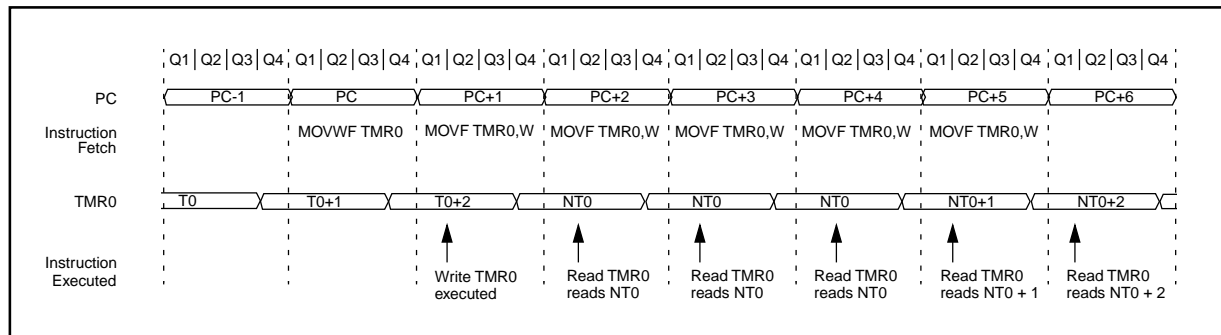 Q1 Q2 Q3 Q4 Q1 Q2 Q3 Q4 Q1 Q2 Q3 Q4 Q1 Q2 Q3 Q4 Q1 Q2 Q3 Q4 Q1 Q2 Q3 Q4 Q1 Q2 Q3 Q4 Q1 Q2 Q3 Q4
PC PC-1 PC PC+1 PC+2 PC+3 PC+4 PC+5 PC+6
Instruction MOVWF TMR0 MOVF TMR0,W MOVF TMR0,W MOVF TMR0,W MOVF TMR0,W MOVF TMR0,W
Fetch
TMR0 T0 T0+1 T0+2 NT0 NT0 NT0 NT0+1 NT0+2
Instruction
Executed
Write TMR0 Read TMR0 Read TMR0 Read TMR0 Read TMR0 Read TMR0
executed reads NT0 reads NT0 reads NT0 reads NT0 + 1 reads NT0 + 2